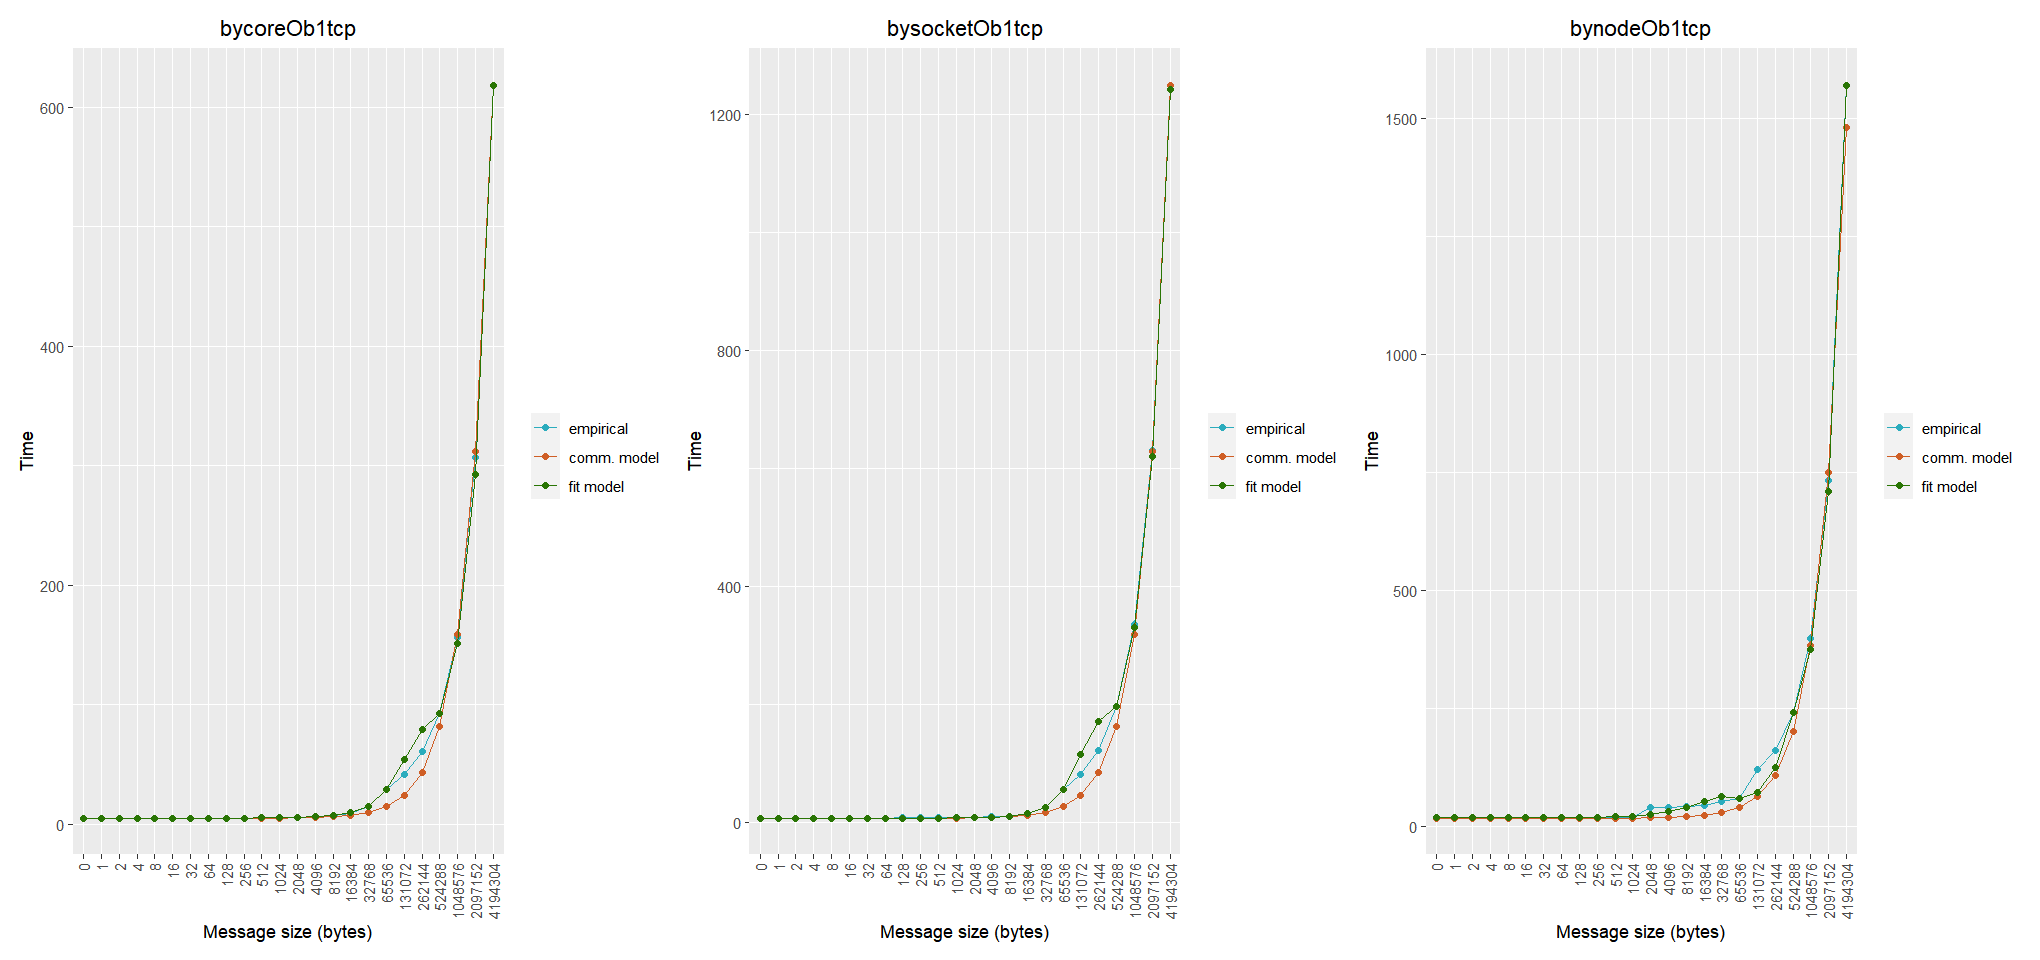 bycoreOb1tcp
600
400
200
0
Time
0 1 2 4 8 16 32 64 128 256 512 1024 2048 4096 8192 16384 32768 65536 131072 262144 524288 1048576 2097152 4194304
Message size (bytes)
empirical
comm. model
fit model
bysocketOb1tcp
1200
800
400
0
Time
0 1 2 4 8 16 32 64 128 256 512 1024 2048 4096 8192 16384 32768 65536 131072 262144 524288 1048576 2097152 4194304
Message size (bytes)
empirical
comm. model
fit model
bynodeOb1tcp
1500
1000
500
0
Time
0 1 2 4 8 16 32 64 128 256 512 1024 2048 4096 8192 16384 32768 65536 131072 262144 524288 1048576 2097152 4194304
Message size (bytes)
empirical
comm. model
fit model